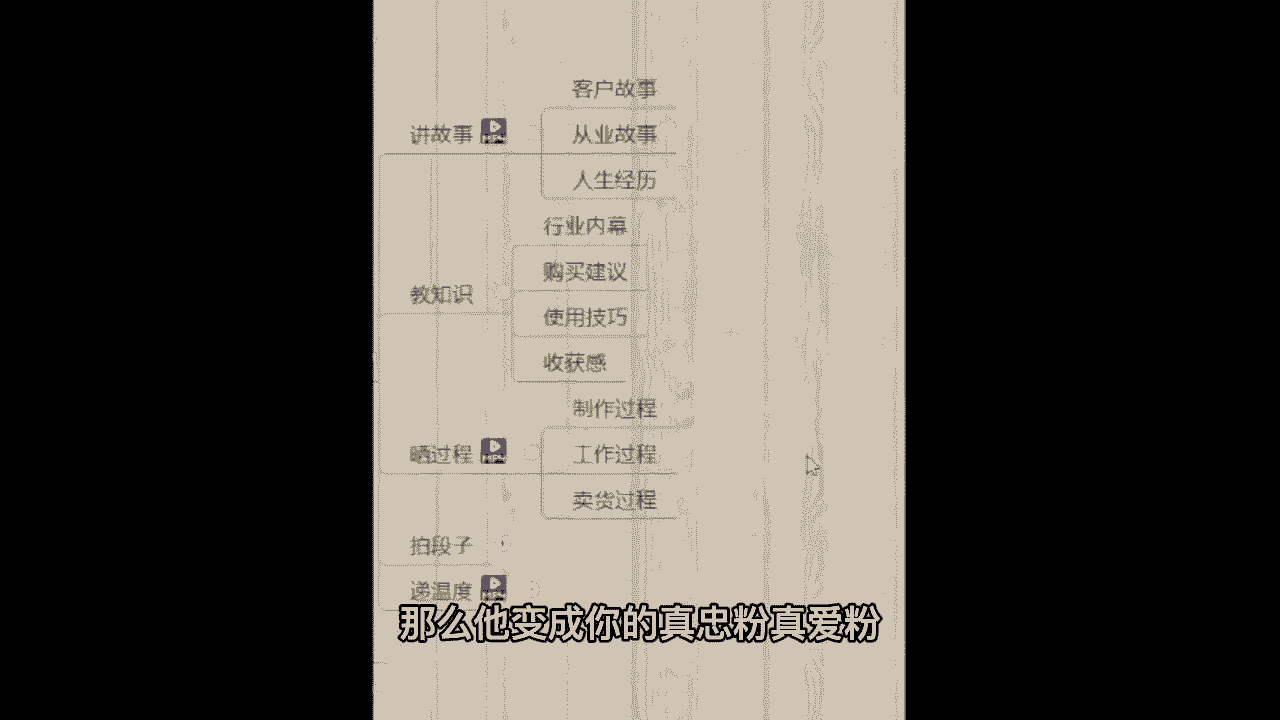 客户故事
讲故事
从业故事
人生经历
行业内幕
购买建议
教知识
使用技巧
收获感
制作过程
晒过程
工作过程
卖货过程
拍段子
递温度
那么他变成你的真忠粉真爱粉